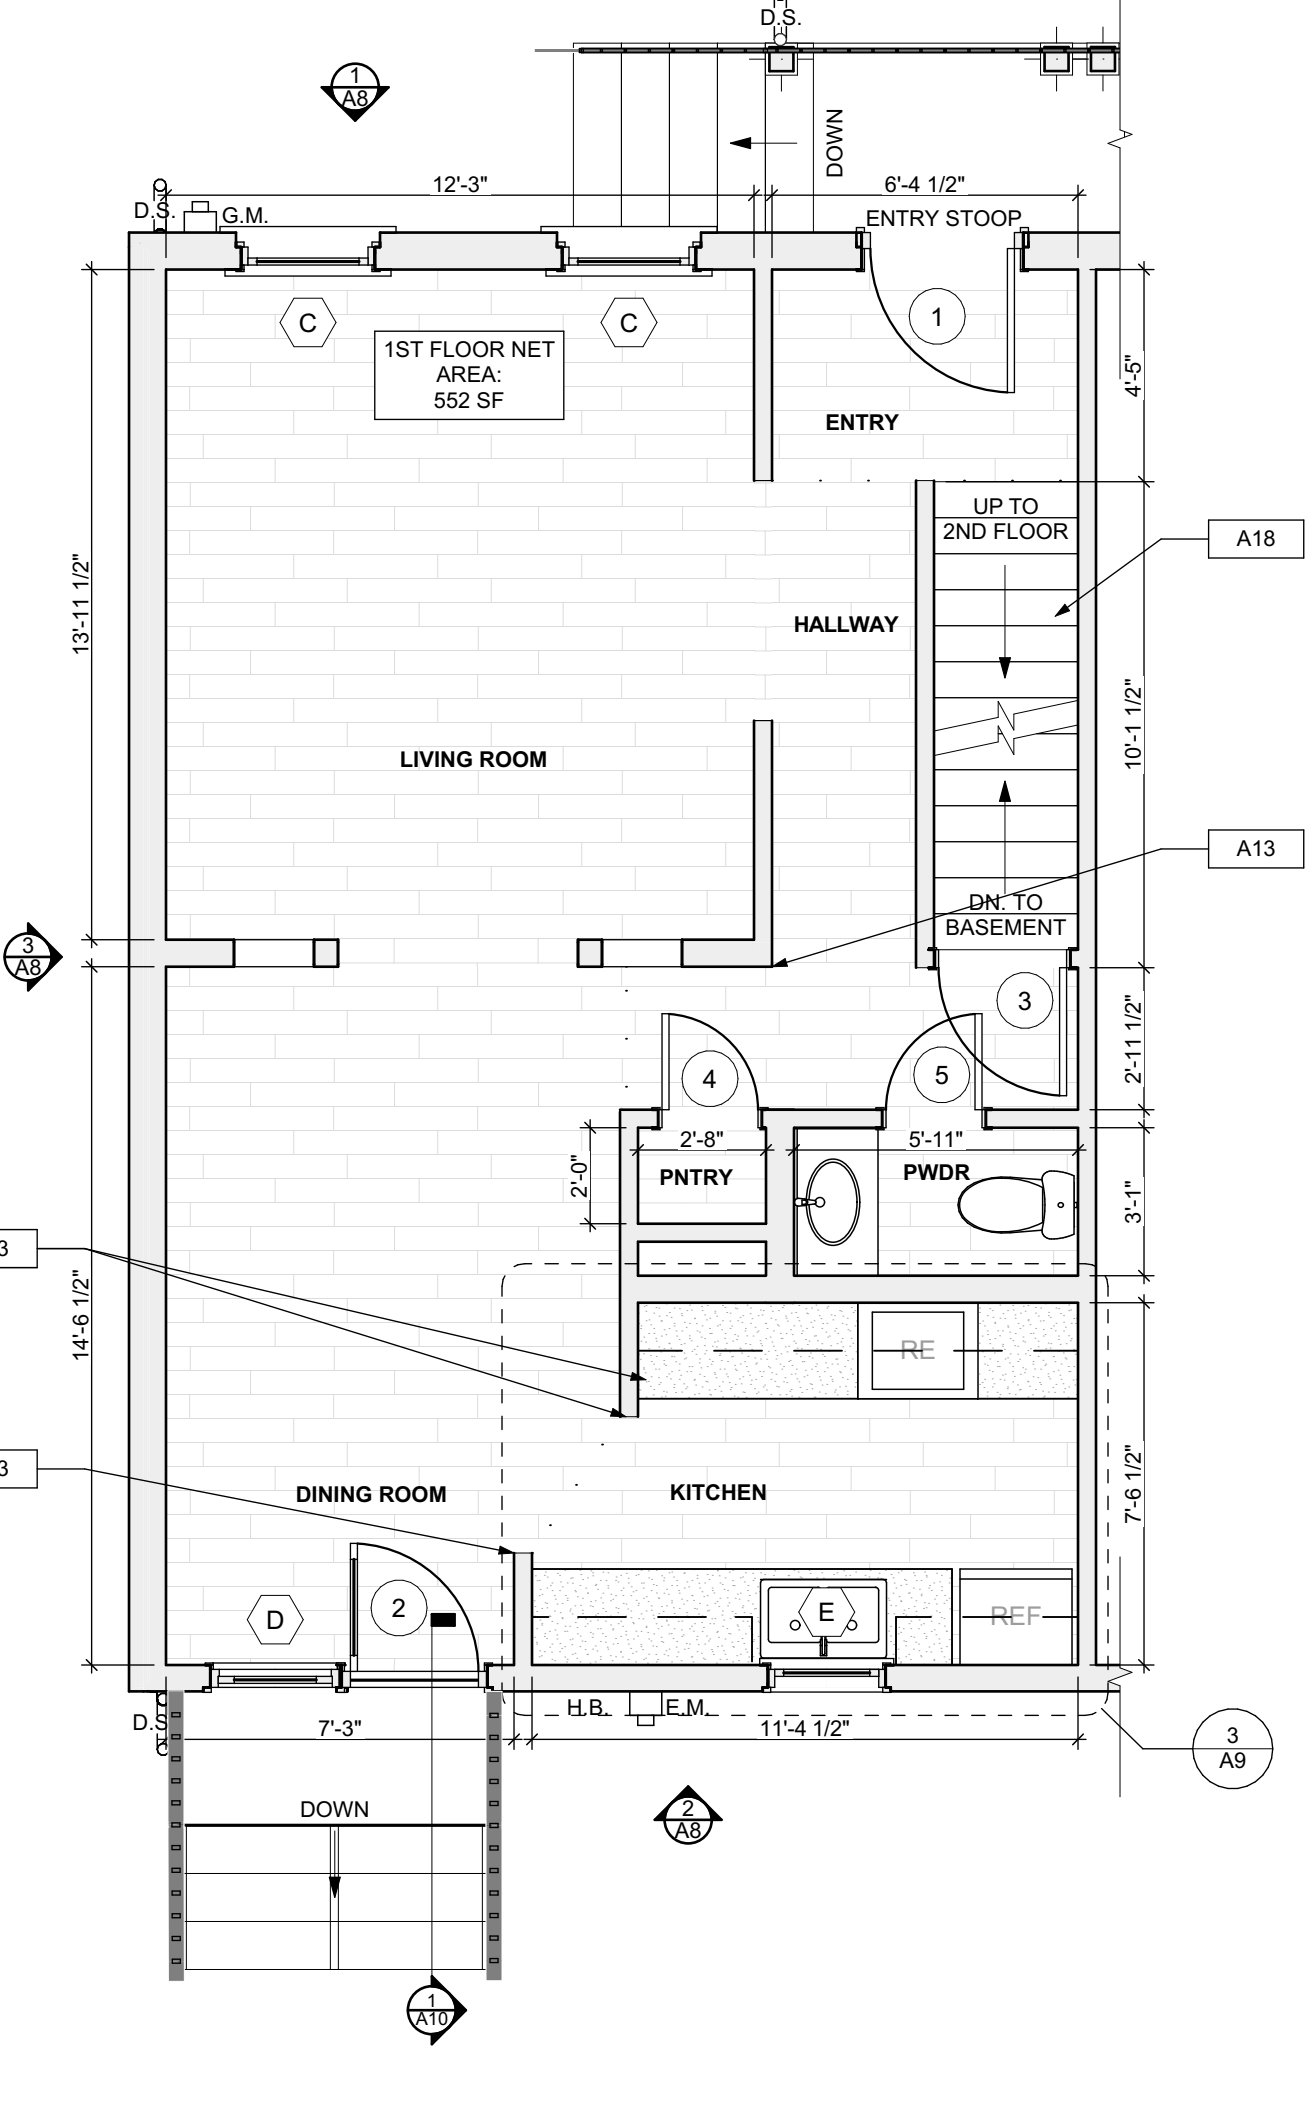 D.S.
1
A8
DOWN
12'-3"
6'-4 1/2"
D.S.
G.M.
ENTRY STOOP
C
C
1
1ST FLOOR NET
AREA:
552 SF
4'-5"
ENTRY
UP TO
2ND FLOOR
A18
13'-11 1/2"
HALLWAY
10'-1 1/2"
LIVING ROOM
A13
DN. TO
BASEMENT
3
A8
3
2'-11 1/2"
4
5
2'-8"
5'-11"
2'-0"
PNTRY
PWDR
3'-1"
3
14'-6 1/2"
RE
3
DINING ROOM
KITCHEN
7'-6 1/2"
D
2
E
REF
D.S
H.B.
E.M.
7'-3"
11'-4 1/2"
3
A9
DOWN
2
A8
1
A10